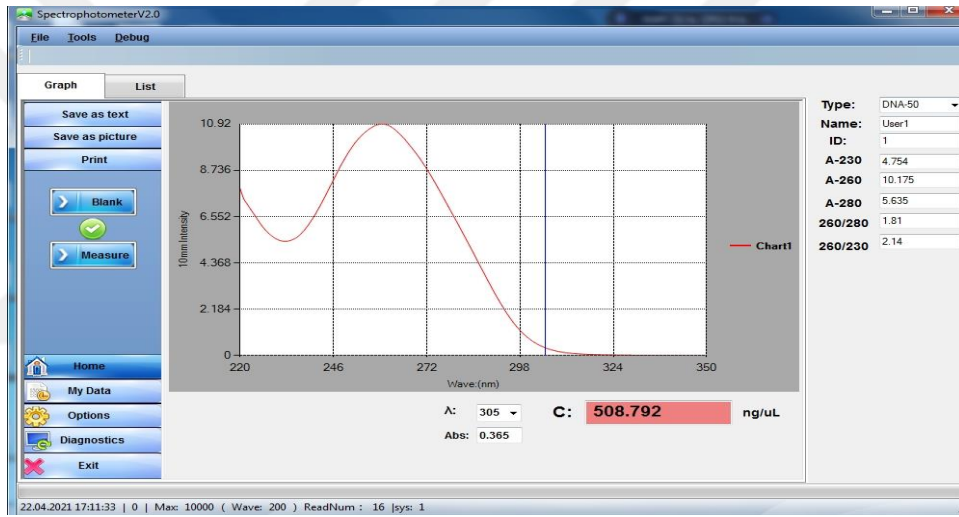 SpectrophotometerV2.0
File Tools Debug
Graph List
Save as text
Save as picture
Print
Blank
Measure
Home
My Data
Options
Diagnostics
Exit
10.92
8.736
6.552
4.368
2.184
0
10mm Intensity
220 246 272 298 324 350
Wave:(nm)
Chart1
λ: 305
Abs: 0.365
C: 508.792 ng/uL
Type: DNA-50
Name: User1
ID: 1
A-230 4.754
A-260 10.175
A-280 5.635
260/280 1.81
260/230 2.14
22.04.2021 17:11:33 | 0 | Max: 10000 ( Wave: 200 ) ReadNum : 16 |sys: 1